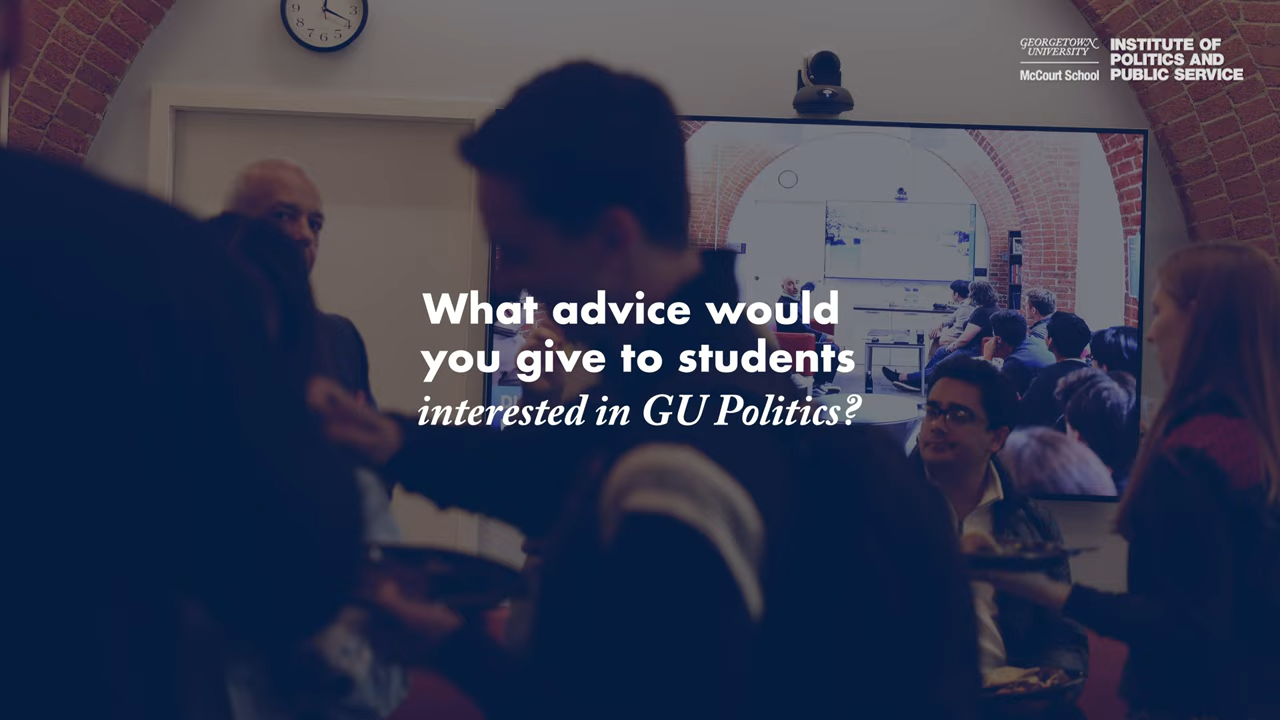 GEORGETOWN
UNIVERSITY
McCourt School
INSTITUTE OF
POLITICS AND
PUBLIC SERVICE
What advice would
you give to students
interested in GU Politics?